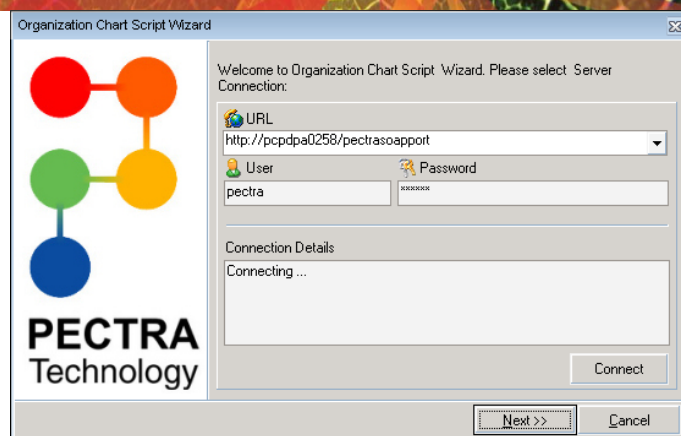 Organization Chart Script Wizard
Welcome to Organization Chart Script Wizard. Please select Server
Connection:
URL
http://pcpdpa0258/pectrasoapport
User
Password
pectra
xxxxxx
Connection Details
Connecting ...
PECTRA
Technology
Connect
Next >>
Cancel